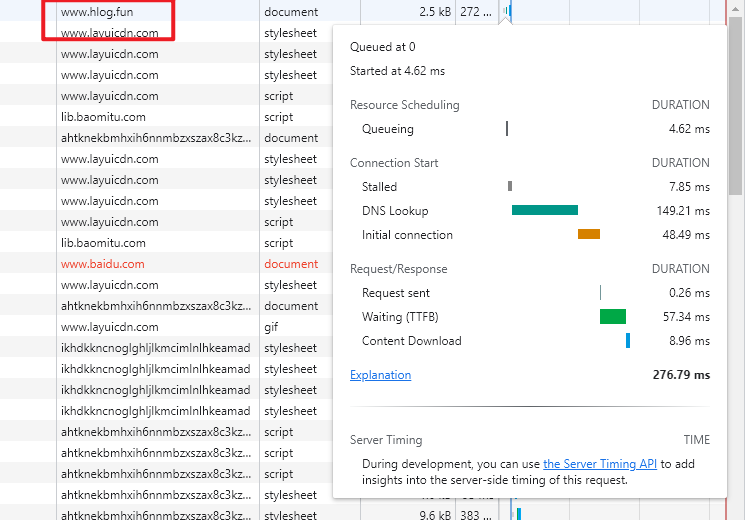 www.hlog.fun document 2.5 kB 272 ...
www.layuicdn.com stylesheet
www.layuicdn.com stylesheet
www.layuicdn.com stylesheet
www.layuicdn.com script
lib.baomitu.com script
ahtknekbmhxih6nnmbzxszax8c3kz... document
www.layuicdn.com stylesheet
www.layuicdn.com stylesheet
www.layuicdn.com stylesheet
www.layuicdn.com script
lib.baomitu.com script
www.baidu.com document
www.layuicdn.com stylesheet
ahtknekbmhxih6nnmbzxszax8c3kz... document
www.layuicdn.com gif
ikhdkkncnoglghljlkmcimlnlhkeamad stylesheet
ikhdkkncnoglghljlkmcimlnlhkeamad stylesheet
ikhdkkncnoglghljlkmcimlnlhkeamad stylesheet
ikhdkkncnoglghljlkmcimlnlhkeamad stylesheet
ahtknekbmhxih6nnmbzxszax8c3kz... script
ahtknekbmhxih6nnmbzxszax8c3kz... script
ahtknekbmhxih6nnmbzxszax8c3kz... script
ahtknekbmhxih6nnmbzxszax8c3kz... stylesheet
ahtknekbmhxih6nnmbzxszax8c3kz... stylesheet 9.6 kB 383 ...
Queued at 0
Started at 4.62 ms
Resource Scheduling DURATION
Queueing 4.62 ms
Connection Start DURATION
Stalled 7.85 ms
DNS Lookup 149.21 ms
Initial connection 48.49 ms
Request/Response DURATION
Request sent 0.26 ms
Waiting (TTFB) 57.34 ms
Content Download 8.96 ms
Explanation 276.79 ms
Server Timing TIME
During development, you can use the Server Timing API to add
insights into the server-side timing of this request.